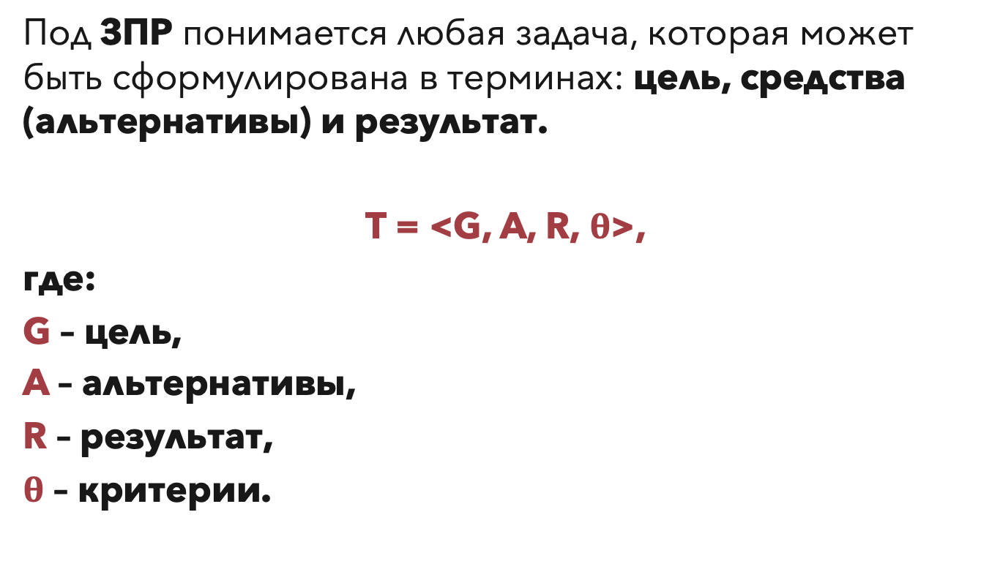 Под ЗПР понимается любая задача, которая может
быть сформулирована в терминах: цель, средства
(альтернативы) и результат.
T = <G, A, R, θ>,
где:
G – цель,
A – альтернативы,
R – результат,
θ – критерии.